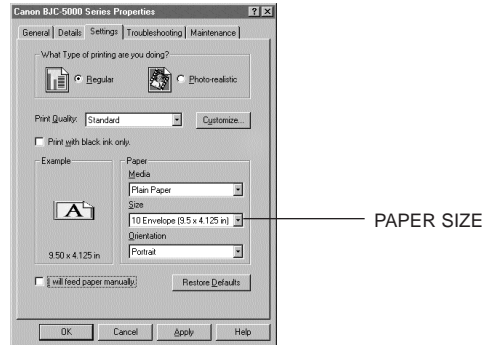 Canon BJC-5000 Series Properties
General Details Settings Troubleshooting Maintenance
What Type of printing are you doing?
Regular Photo-realistic
Print Quality: Standard Customize...
Print with black ink only.
Example Paper
Media
Plain Paper
A
Size
10 Envelope (9.5 x 4.125 in) PAPER SIZE
Orientation
9.50 x 4.125 in Portrait
I will feed paper manually. Restore Defaults
OK Cancel Apply Help